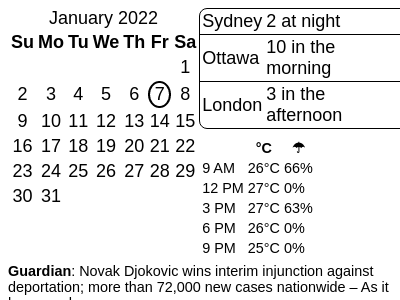 January 2022
Su Mo Tu We Th Fr Sa
1
2 3 4 5 6 7 8
9 10 11 12 13 14 15
16 17 18 19 20 21 22
23 24 25 26 27 28 29
30 31
Sydney 2 at night
Ottawa 10 in the
morning
London 3 in the
afternoon
°C ☂
9 AM 26°C 66%
12 PM 27°C 0%
3 PM 27°C 63%
6 PM 26°C 0%
9 PM 25°C 0%
Guardian: Novak Djokovic wins interim injunction against
deportation; more than 72,000 new cases nationwide – As it